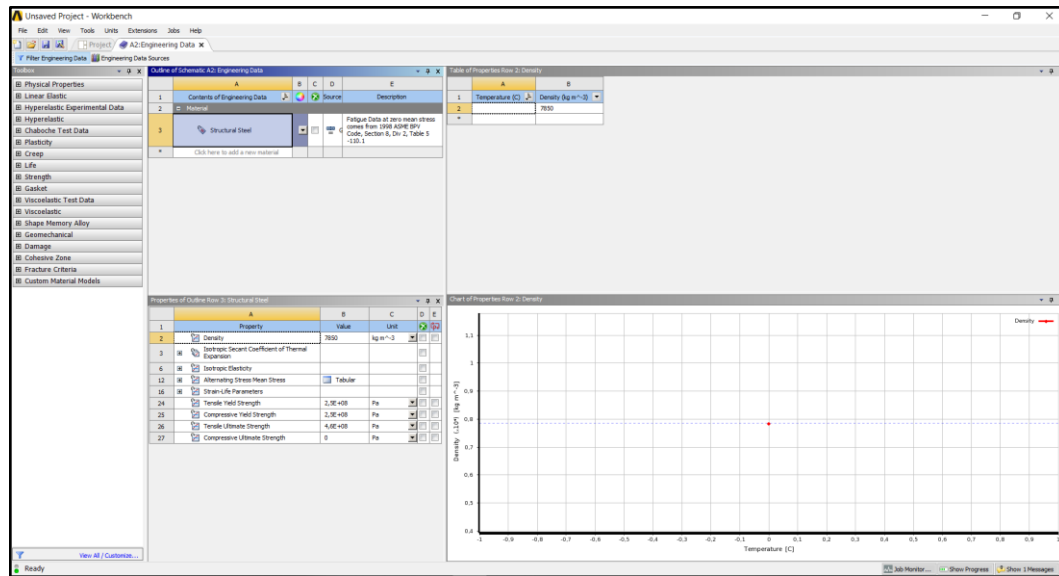 Unsaved Project - Workbench
File Edit View Tools Units Extensions Jobs Help
Project A2:Engineering Data
Filter Engineering Data Engineering Data Sources
Toolbox
Physical Properties
Linear Elastic
Hyperelastic Experimental Data
Hyperelastic
Chaboche Test Data
Plasticity
Creep
Life
Strength
Gasket
Viscoelastic Test Data
Viscoelastic
Shape Memory Alloy
Geomechanical
Damage
Cohesive Zone
Fracture Criteria
Custom Material Models
View All / Customize...
Outline of Schematic A2: Engineering Data
A B C D E
1 Contents of Engineering Data Source Description
2 Material
3 Structural Steel
Fatigue Data at zero mean stress
comes from 1998 ASME BPV
Code, Section 8, Div 2, Table 5
-110.1
* Click here to add a new material
Table of Properties Row 2: Density
A B
1 Temperature (C) Density (kg m^-3)
2 7850
*
Properties of Outline Row 3: Structural Steel
A B C D E
1 Property Value Unit
2 Density 7850 kg m^-3
3 Isotropic Secant Coefficient of Thermal
Expansion
6 Isotropic Elasticity
12 Alternating Stress Mean Stress Tabular
16 Strain-Life Parameters
24 Tensile Yield Strength 2,5E+08 Pa
25 Compressive Yield Strength 2,5E+08 Pa
26 Tensile Ultimate Strength 4,6E+08 Pa
27 Compressive Ultimate Strength 0 Pa
Chart of Properties Row 2: Density
Density
1,1
1
0,9
0,8
0,7
0,6
0,5
0,4
Density (.10⁴) [kg m^-3]
-1 -0,9 -0,8 -0,7 -0,6 -0,5 -0,4 -0,3 -0,2 -0,1 0 0,1 0,2 0,3 0,4 0,5 0,6 0,7 0,8 0,9 1
Temperature [C]
Ready
Job Monitor... Show Progress Show 1 Messages